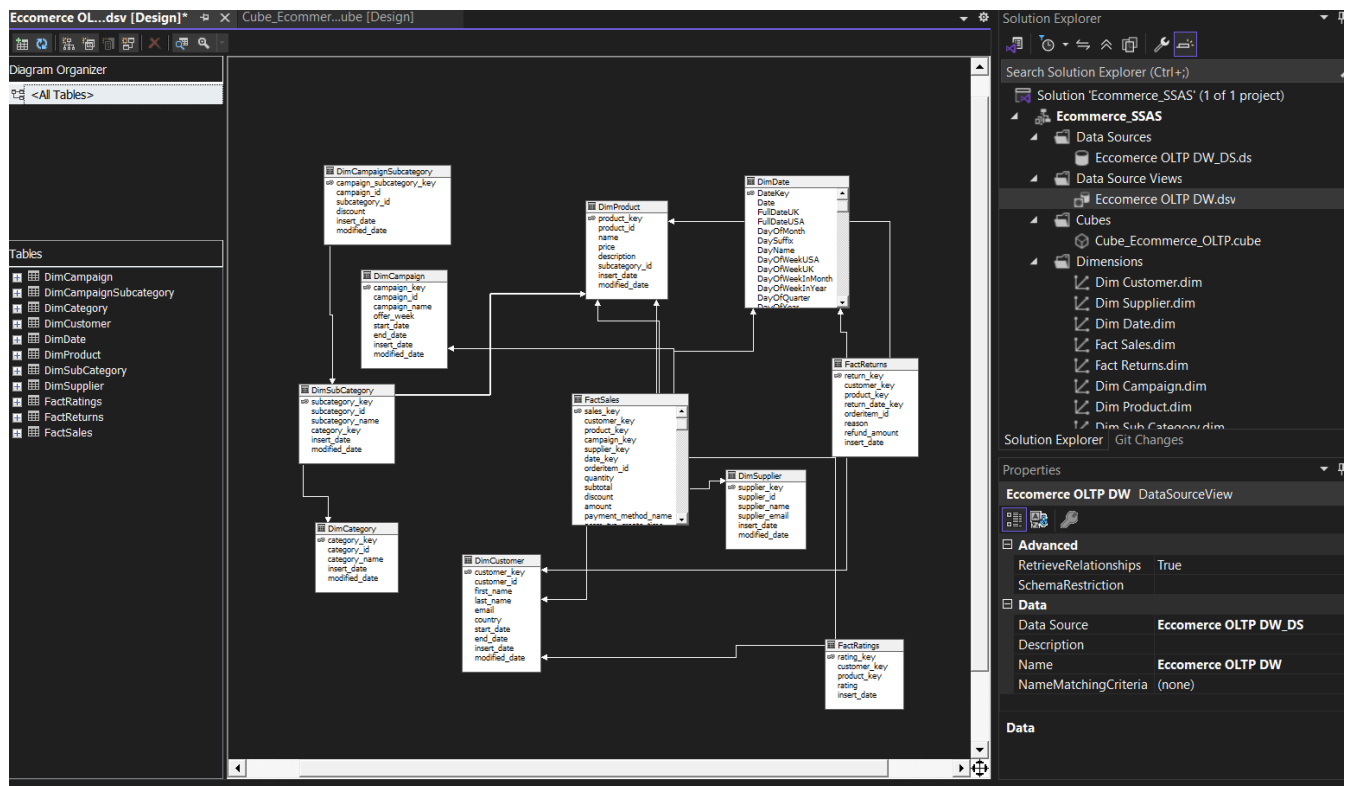 Eccomerce OL...dsv [Design]*
Cube_Ecommer...ube [Design]
Diagram Organizer
<All Tables>
Tables
DimCampaign
DimCampaignSubcategory
DimCategory
DimCustomer
DimDate
DimProduct
DimSubCategory
DimSupplier
FactRatings
FactReturns
FactSales
DimCampaignSubcategory
campaign_subcategory_key
campaign_id
subcategory_id
discount
insert_date
modified_date
DimCampaign
campaign_key
campaign_id
campaign_name
offer_week
start_date
end_date
insert_date
modified_date
DimSubCategory
subcategory_key
subcategory_id
subcategory_name
category_key
insert_date
modified_date
DimCategory
category_key
category_id
category_name
insert_date
modified_date
DimProduct
product_key
product_id
name
price
description
subcategory_id
insert_date
modified_date
DimDate
DateKey
Date
FullDateUK
FullDateUSA
DayOfMonth
DaySuffix
DayName
DayOfWeekUSA
DayOfWeekUK
DayOfWeekInMonth
DayOfWeekInYear
DayOfQuarter
DayOfYear
FactSales
sales_key
customer_key
product_key
campaign_key
supplier_key
date_key
orderitem_id
quantity
subtotal
discount
amount
payment_method_name
FactReturns
return_key
customer_key
product_key
return_date_key
orderitem_id
reason
refund_amount
insert_date
DimSupplier
supplier_key
supplier_id
supplier_name
supplier_email
insert_date
modified_date
DimCustomer
customer_key
customer_id
first_name
last_name
email
country
start_date
end_date
insert_date
modified_date
FactRatings
rating_key
customer_key
product_key
rating
insert_date
Solution Explorer
Search Solution Explorer (Ctrl+;)
Solution 'Ecommerce_SSAS' (1 of 1 project)
Ecommerce_SSAS
Data Sources
Eccomerce OLTP DW_DS.ds
Data Source Views
Eccomerce OLTP DW.dsv
Cubes
Cube_Ecommerce_OLTP.cube
Dimensions
Dim Customer.dim
Dim Supplier.dim
Dim Date.dim
Fact Sales.dim
Fact Returns.dim
Dim Campaign.dim
Dim Product.dim
Dim Sub Category.dim
Solution Explorer Git Changes
Properties
Eccomerce OLTP DW DataSourceView
Advanced
RetrieveRelationships True
SchemaRestriction
Data
Data Source Eccomerce OLTP DW_DS
Description
Name Eccomerce OLTP DW
NameMatchingCriteria (none)
Data